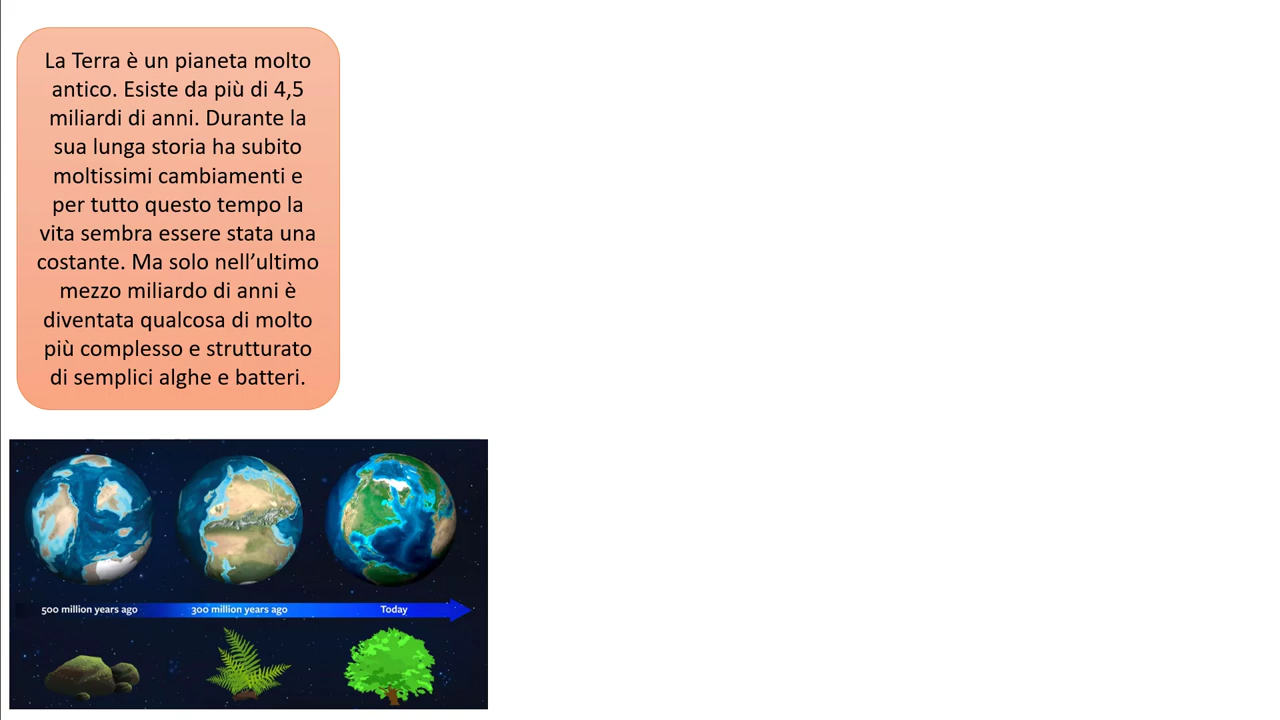 La Terra è un pianeta molto
antico. Esiste da più di 4,5
miliardi di anni. Durante la
sua lunga storia ha subito
moltissimi cambiamenti e
per tutto questo tempo la
vita sembra essere stata una
costante. Ma solo nell’ultimo
mezzo miliardo di anni è
diventata qualcosa di molto
più complesso e strutturato
di semplici alghe e batteri.
500 million years ago
300 million years ago
Today